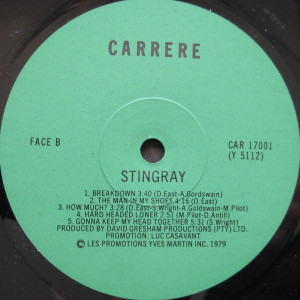 CARRERE
FACE B
CAR 17001
(Y 5112)
STINGRAY
1. BREAKDOWN 3:40 (D.East-A.Gordswain)
2. THE MAN IN MY SHOES 4:16 (D.East)
3. HOW MUCH? 3:28 (D.East-S.Wright-A.Goldswain-M.Pilot)
4. HARD HEADED LONER 2:51 (M.Pilot-D.Antill)
5. GONNA KEEP MY HEAD TOGETHER 5:31 (S.Wright)
PRODUCED BY DAVID GRESHAM PRODUCTIONS (PTY) LTD.
PROMOTION: LUC CASAVANT
© LES PROMOTIONS YVES MARTIN INC. 1979